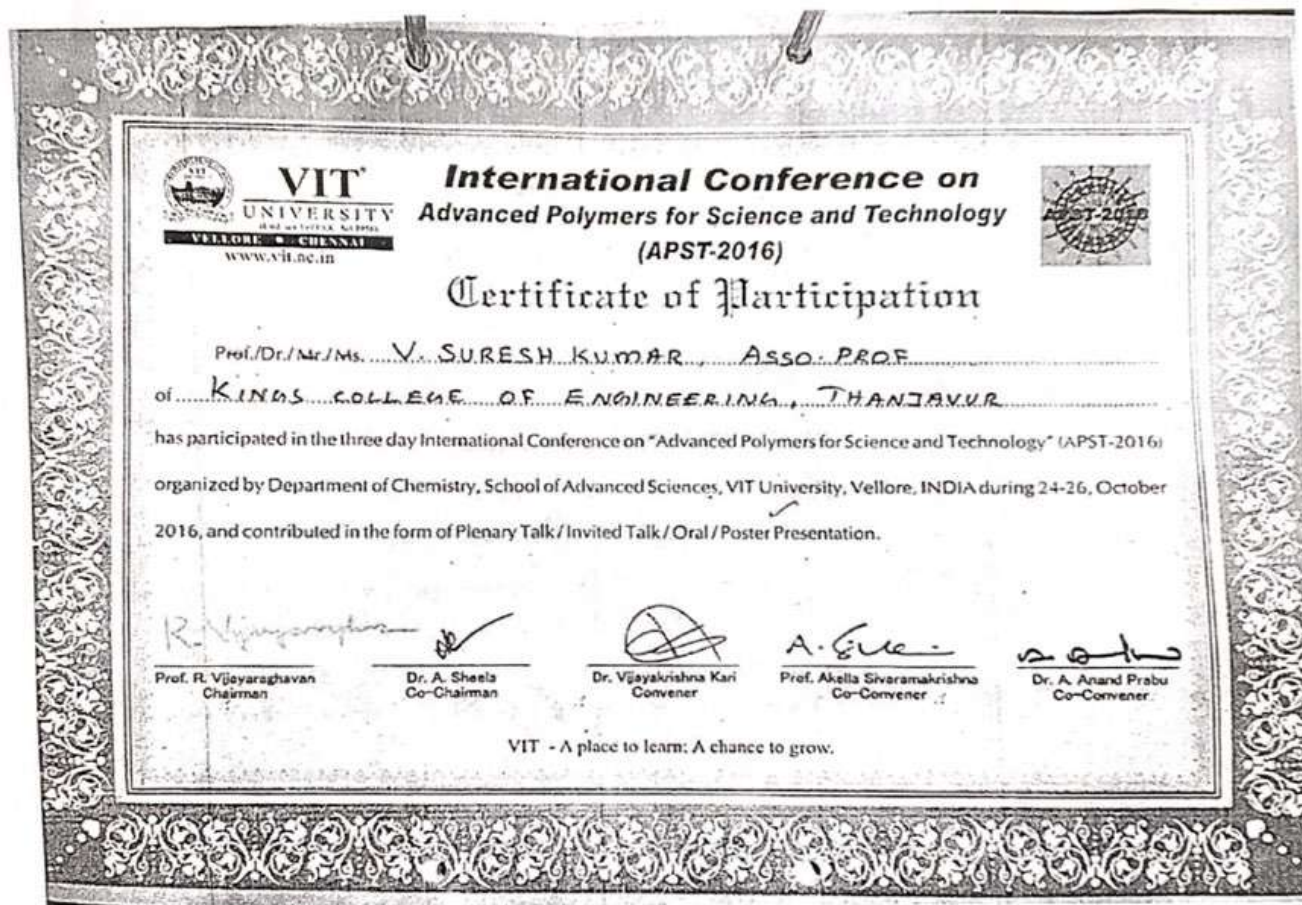 VIT
UNIVERSITY
VELLORE • CHENNAI
www.vit.ac.in
International Conference on
Advanced Polymers for Science and Technology
(APST-2016)
APST-2016
Certificate of Participation
Prof./Dr./Mr./Ms. V. SURESH KUMAR, ASSO. PROF
of KINGS COLLEGE OF ENGINEERING, THANJAVUR
has participated in the three day International Conference on "Advanced Polymers for Science and Technology" (APST-2016)
organized by Department of Chemistry, School of Advanced Sciences, VIT University, Vellore, INDIA during 24-26, October
2016, and contributed in the form of Plenary Talk / Invited Talk / Oral / Poster Presentation.
R. Vijayaraghavan
Prof. R. Vijayaraghavan
Chairman
Dr. A. Sheela
Co-Chairman
Dr. Vijayakrishna Kari
Convener
Prof. Akella Sivaramakrishna
Co-Convener
Dr. A. Anand Prabu
Co-Convener
VIT - A place to learn; A chance to grow.